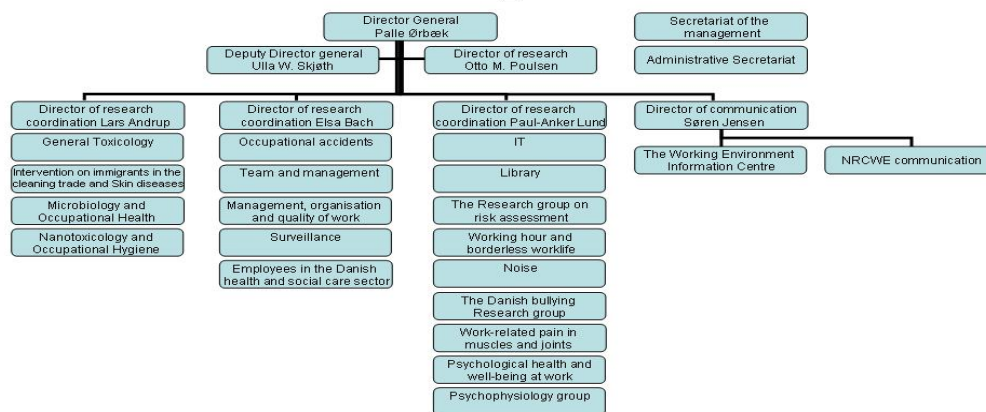 Director General
Palle Ørbæk
Secretariat of the
management
Deputy Director general
Ulla W. Skjøth
Director of research
Otto M. Poulsen
Administrative Secretariat
Director of research
coordination Lars Andrup
General Toxicology
Intervention on immigrants in the
cleaning trade and Skin diseases
Microbiology and
Occupational Health
Nanotoxicology and
Occupational Hygiene
Director of research
coordination Elsa Bach
Occupational accidents
Team and management
Management, organisation
and quality of work
Surveillance
Employees in the Danish
health and social care sector
Director of research
coordination Paul-Anker Lund
IT
Library
The Research group on
risk assessment
Working hour and
borderless worklife
Noise
The Danish bullying
Research group
Work-related pain in
muscles and joints
Psychological health and
well-being at work
Psychophysiology group
Director of communication
Søren Jensen
The Working Environment
Information Centre
NRCWE communication